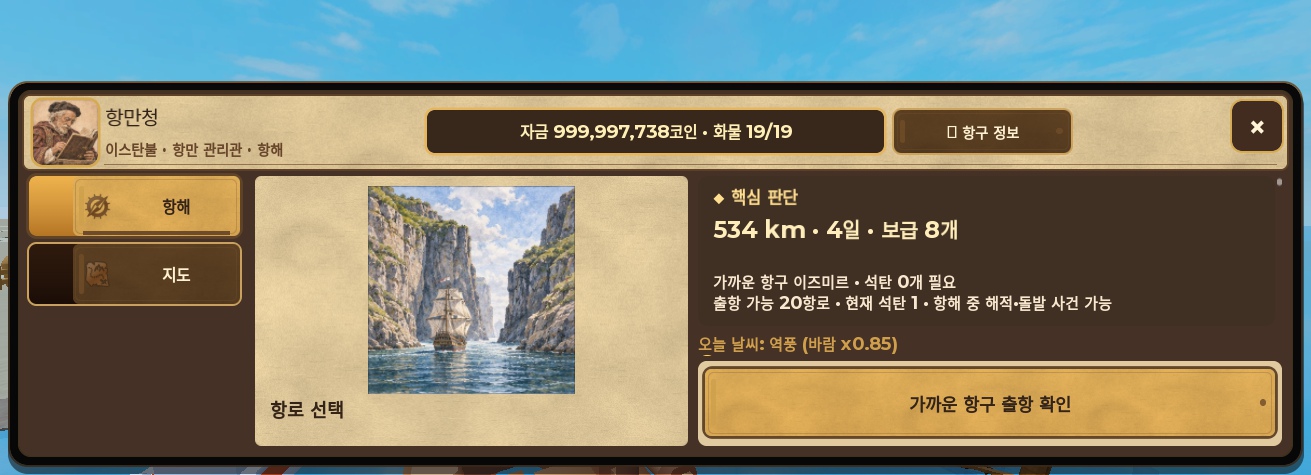 항만청
이스탄불 • 항만 관리관 • 항해
자금 999,997,738코인 • 화물 19/19
항구 정보
×
항해
지도
항로 선택
◆ 핵심 판단
534 km • 4일 • 보급 8개
가까운 항구 이즈미르 • 석탄 0개 필요
출항 가능 20항로 • 현재 석탄 1 • 항해 중 해적•돌발 사건 가능
오늘 날씨: 역풍 (바람 x0.85)
가까운 항구 출항 확인